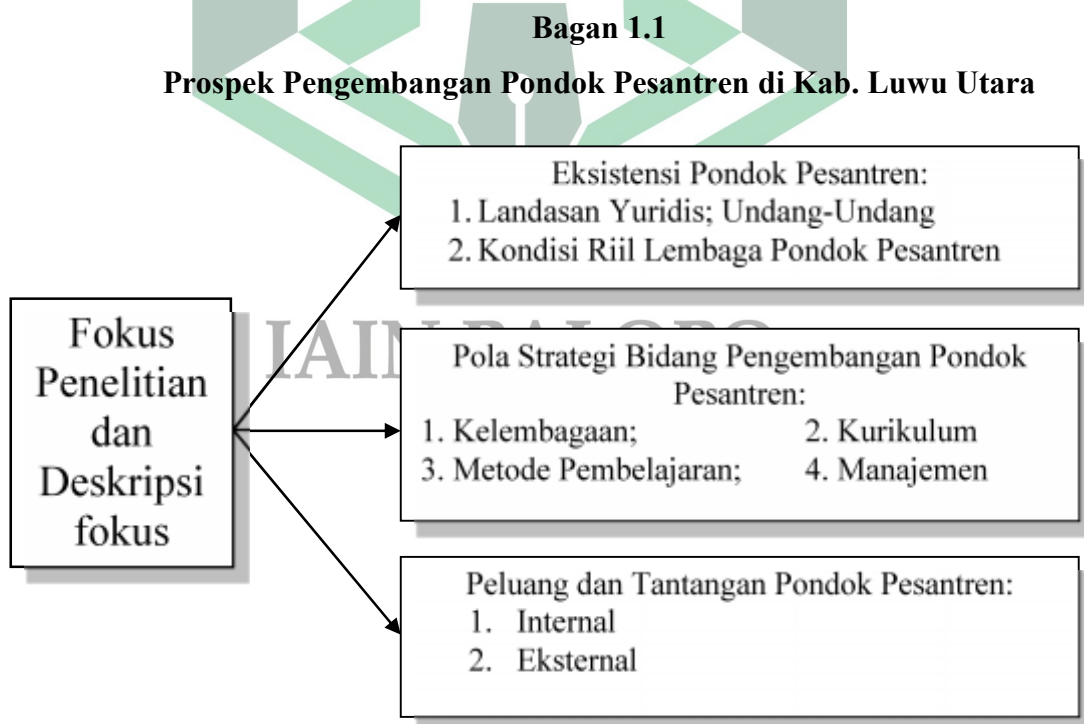 Bagan 1.1
Prospek Pengembangan Pondok Pesantren di Kab. Luwu Utara
Eksistensi Pondok Pesantren:
1. Landasan Yuridis; Undang-Undang
2. Kondisi Riil Lembaga Pondok Pesantren
Fokus
Penelitian
dan
Deskripsi
fokus
IAIN PALOPO
Pola Strategi Bidang Pengembangan Pondok
Pesantren:
1. Kelembagaan; 2. Kurikulum
3. Metode Pembelajaran; 4. Manajemen
Peluang dan Tantangan Pondok Pesantren:
1. Internal
2. Eksternal